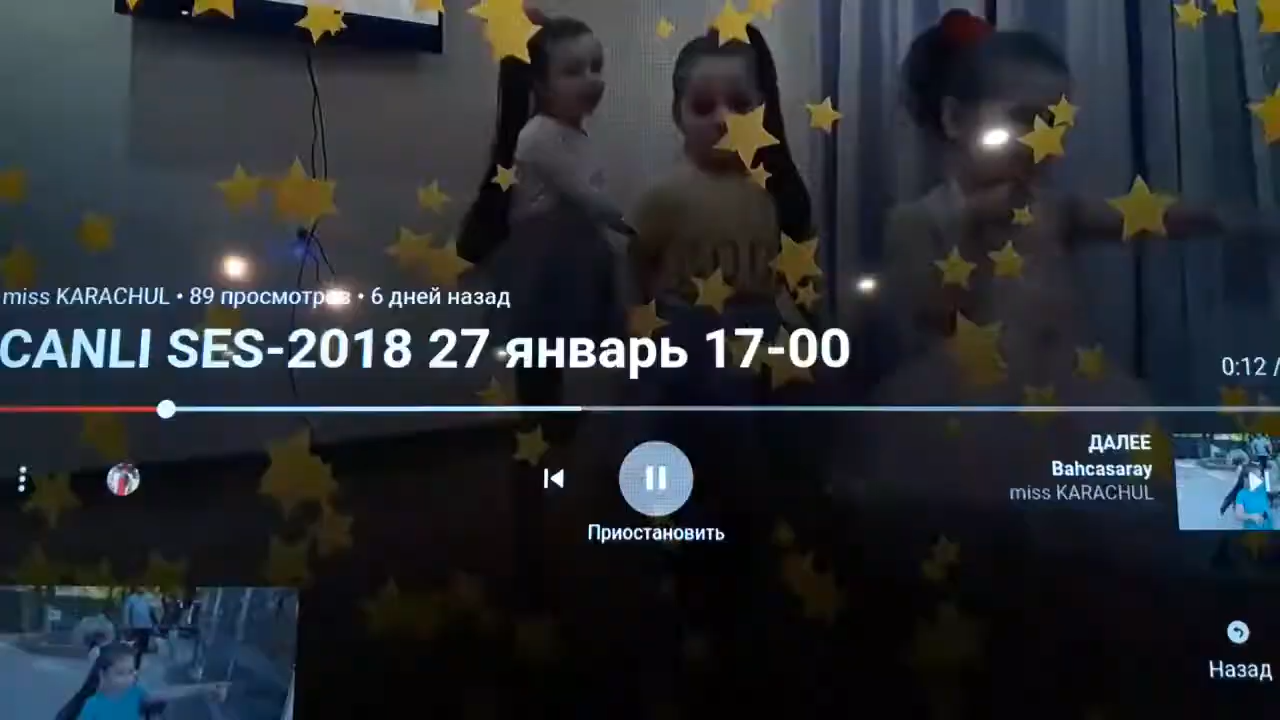 miss KARACHUL • 89 просмотров • 6 дней назад
CANLI SES-2018 27 январь 17-00
0:12 /
ДАЛЕЕ
Bahcasaray
miss KARACHUL
Приостановить
Назад